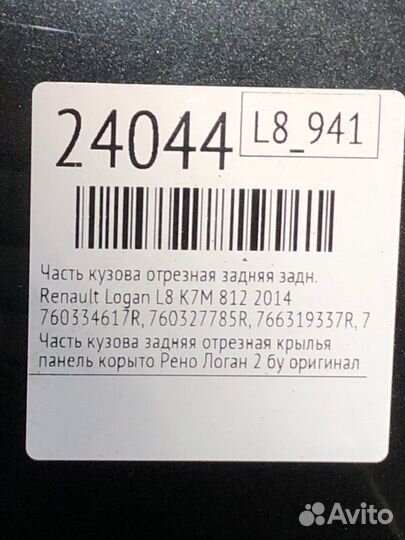 24044
L8_941
Часть кузова отрезная задняя задн.
Renault Logan L8 K7M 812 2014
760334617R, 760327785R, 766319337R, 7
Часть кузова задняя отрезная крылья
панель корыто Рено Логан 2 бу оригинал
Avito